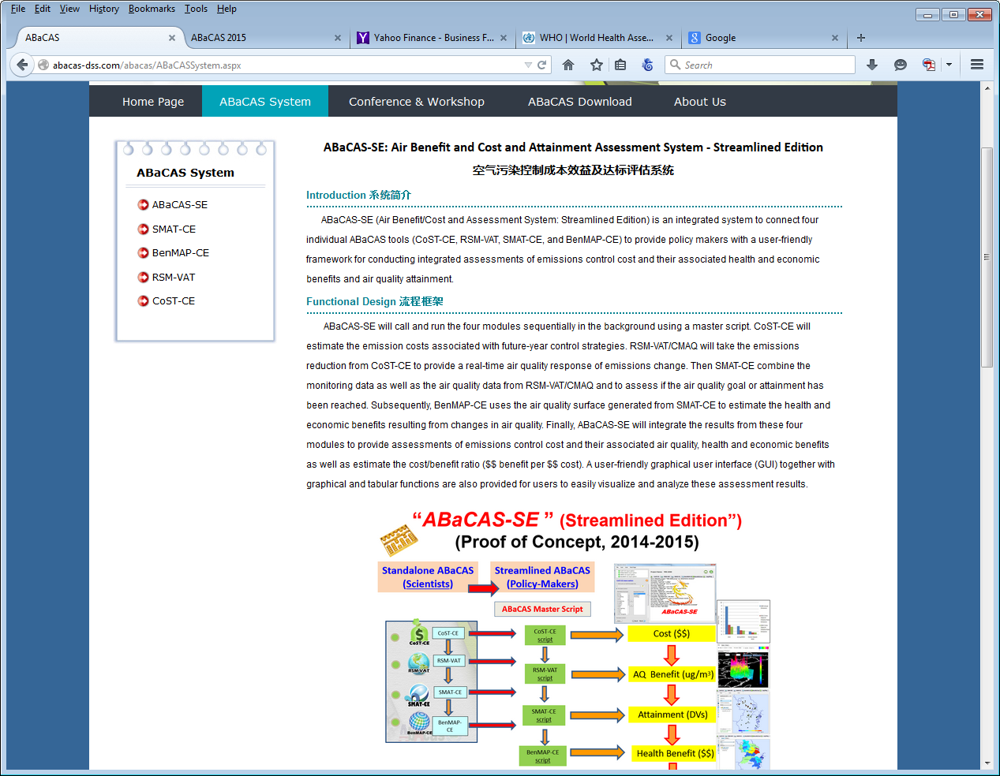 File Edit View History Bookmarks Tools Help
ABaCAS
ABaCAS 2015
Yahoo Finance - Business F...
WHO | World Health Asse...
Google
abacas-dss.com/abacas/ABaCASSystem.aspx
Search
Home Page
ABaCAS System
Conference & Workshop
ABaCAS Download
About Us
ABaCAS System
ABaCAS-SE
SMAT-CE
BenMAP-CE
RSM-VAT
CoST-CE
ABaCAS-SE: Air Benefit and Cost and Attainment Assessment System - Streamlined Edition
空气污染控制成本效益及达标评估系统
Introduction 系统简介
ABaCAS-SE (Air Benefit/Cost and Assessment System: Streamlined Edition) is an integrated system to connect four
individual ABaCAS tools (CoST-CE, RSM-VAT, SMAT-CE, and BenMAP-CE) to provide policy makers with a user-friendly
framework for conducting integrated assessments of emissions control cost and their associated health and economic
benefits and air quality attainment.
Functional Design 流程框架
ABaCAS-SE will call and run the four modules sequentially in the background using a master script. CoST-CE will
estimate the emission costs associated with future-year control strategies. RSM-VAT/CMAQ will take the emissions
reduction from CoST-CE to provide a real-time air quality response of emissions change. Then SMAT-CE combine the
monitoring data as well as the air quality data from RSM-VAT/CMAQ and to assess if the air quality goal or attainment has
been reached. Subsequently, BenMAP-CE uses the air quality surface generated from SMAT-CE to estimate the health and
economic benefits resulting from changes in air quality. Finally, ABaCAS-SE will integrate the results from these four
modules to provide assessments of emissions control cost and their associated air quality, health and economic benefits
as well as estimate the cost/benefit ratio ($$ benefit per $$ cost). A user-friendly graphical user interface (GUI) together with
graphical and tabular functions are also provided for users to easily visualize and analyze these assessment results.
“ABaCAS-SE ” (Streamlined Edition”)
(Proof of Concept, 2014-2015)
Standalone ABaCAS
(Scientists)
Streamlined ABaCAS
(Policy-Makers)
ABaCAS Master Script
ABaCAS-SE
CoST-CE
CoST-CE
CoST-CE
script
Cost ($$)
RSM-VAT
RSM-VAT
RSM-VAT
script
AQ Benefit (ug/m³)
SMAT-CE
SMAT-CE
SMAT-CE
script
Attainment (DVs)
BenMAP-CE
BenMAP-
CE
BenMAP-CE
script
Health Benefit ($$)